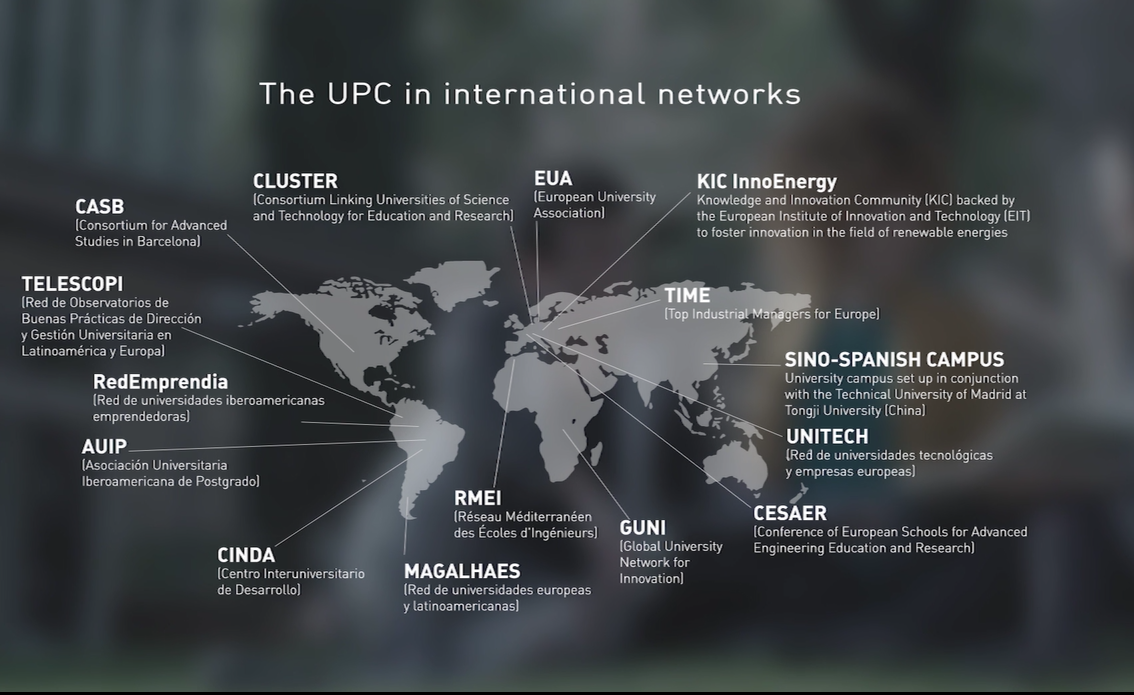 The UPC in international networks
CASB
(Consortium for Advanced
Studies in Barcelona)
CLUSTER
(Consortium Linking Universities of Science
and Technology for Education and Research)
EUA
(European University
Association)
KIC InnoEnergy
Knowledge and Innovation Community (KIC) backed by
the European Institute of Innovation and Technology (EIT)
to foster innovation in the field of renewable energies
TELESCOPI
(Red de Observatorios de
Buenas Prácticas de Dirección
y Gestión Universitaria en
Latinoamérica y Europa)
TIME
(Top Industrial Managers for Europe)
RedEmprendia
(Red de universidades iberoamericanas
emprendedoras)
SINO-SPANISH CAMPUS
University campus set up in conjunction
with the Technical University of Madrid at
Tongji University (China)
AUIP
(Asociación Universitaria
Iberoamericana de Postgrado)
UNITECH
(Red de universidades tecnológicas
y empresas europeas)
RMEI
(Réseau Méditerranéen
des Écoles d'Ingénieurs)
GUNI
(Global University
Network for
Innovation)
CESAER
(Conference of European Schools for Advanced
Engineering Education and Research)
CINDA
(Centro Interuniversitario
de Desarrollo)
MAGALHAES
(Red de universidades europeas
y latinoamericanas)